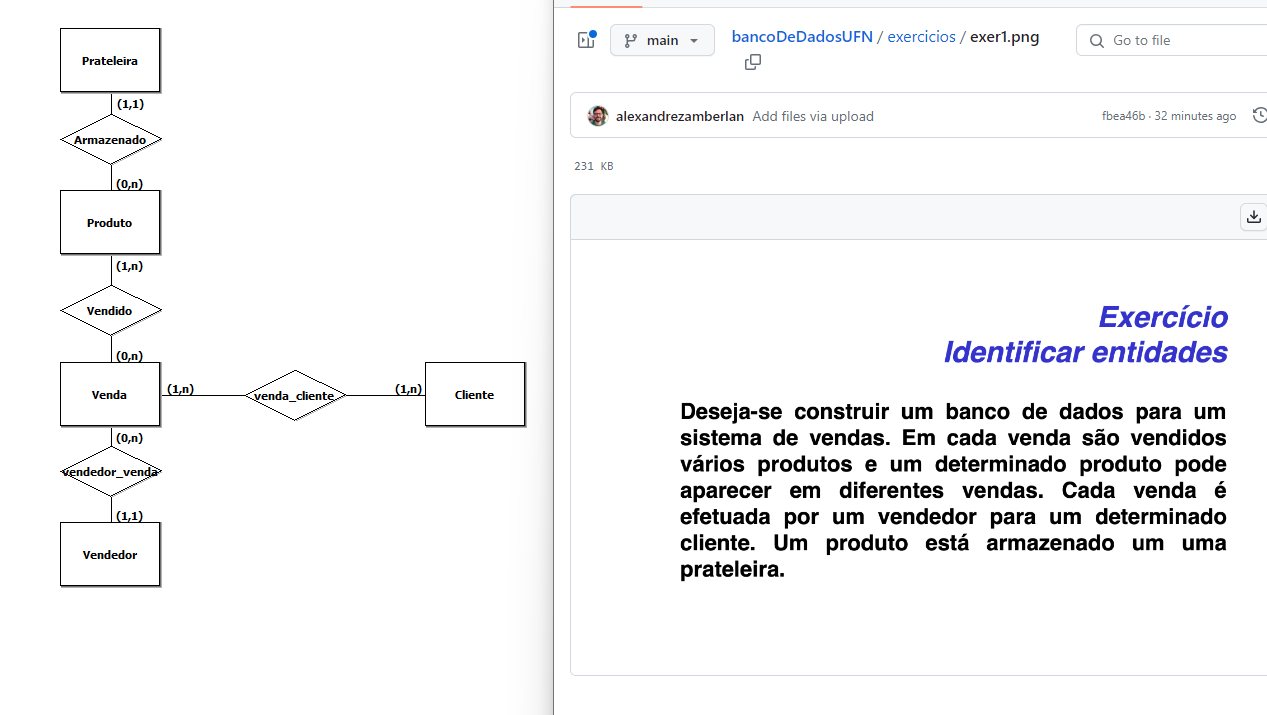 Prateleira
(1,1)
Armazenado
(0,n)
Produto
(1,n)
Vendido
(0,n)
Venda
(1,n)
venda_cliente
(1,n)
Cliente
(0,n)
vendedor_venda
(1,1)
Vendedor
main
bancoDeDadosUFN / exercicios / exer1.png
Go to file
alexandrezamberlan Add files via upload
fbea46b · 32 minutes ago
231 KB
Exercício
Identificar entidades
Deseja-se construir um banco de dados para um
sistema de vendas. Em cada venda são vendidos
vários produtos e um determinado produto pode
aparecer em diferentes vendas. Cada venda é
efetuada por um vendedor para um determinado
cliente. Um produto está armazenado um uma
prateleira.